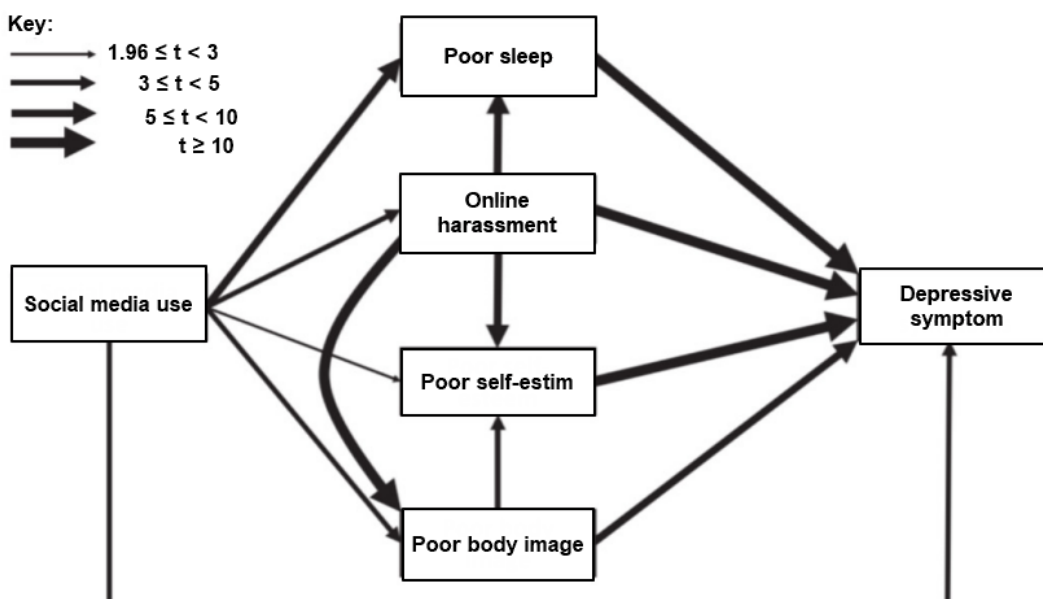 Key:
1.96 ≤ t < 3
3 ≤ t < 5
5 ≤ t < 10
t ≥ 10
Poor sleep
Online
harassment
Social media use
Depressive
symptom
Poor self-estim
Poor body image